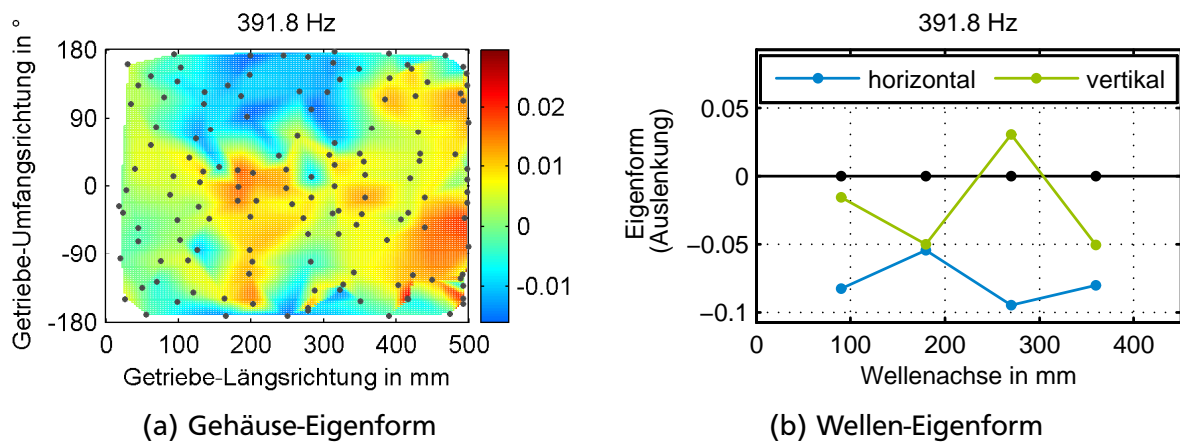 391.8 Hz
Getriebe-Umfangsrichtung in °
180
90
0
-90
-180
0 100 200 300 400 500
Getriebe-Längsrichtung in mm
0.02
0.01
0
-0.01
(a) Gehäuse-Eigenform
391.8 Hz
horizontal vertikal
Eigenform
(Auslenkung)
0.05
0
−0.05
−0.1
0 100 200 300 400
Wellenachse in mm
(b) Wellen-Eigenform